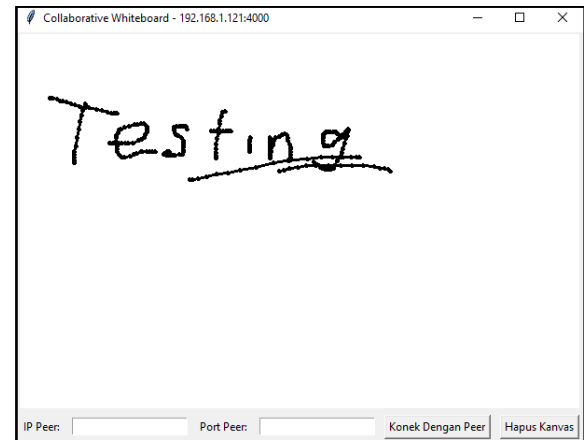 Collaborative Whiteboard - 192.168.1.121:4000
Testing
IP Peer: Port Peer: Konek Dengan Peer Hapus Kanvas